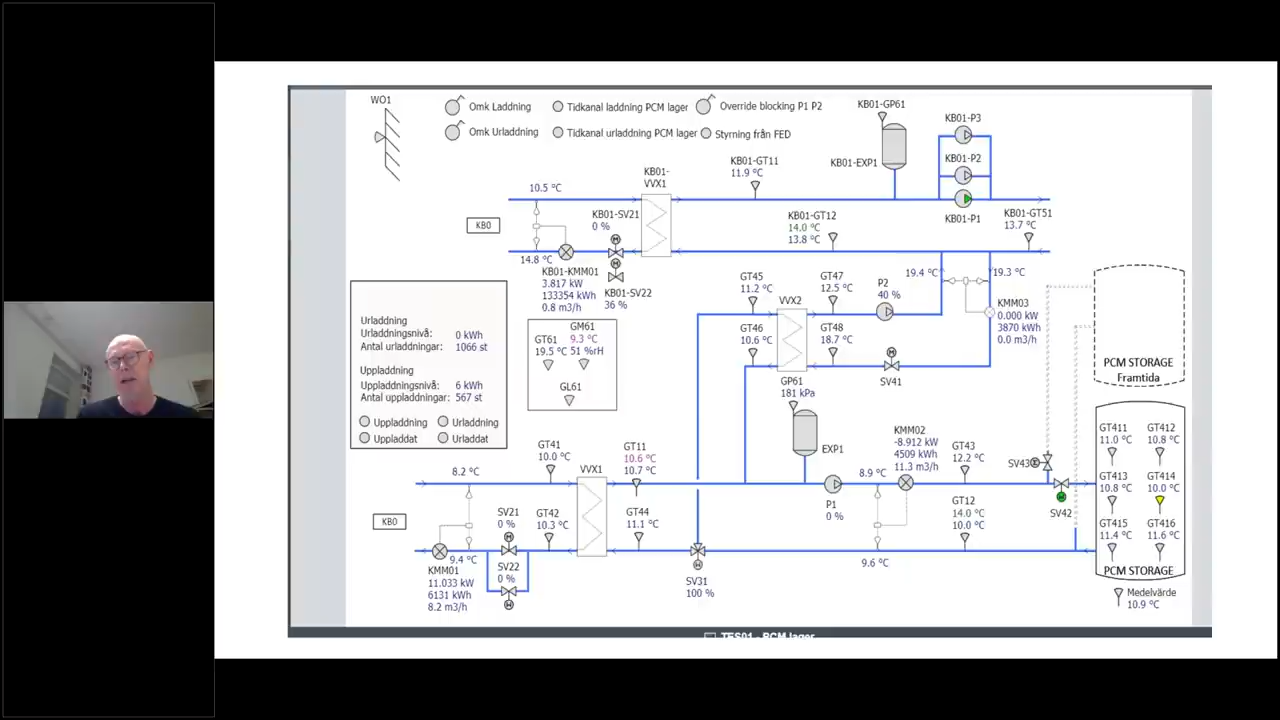 WO1
Omk Laddning
Tidkanal laddning PCM lager
Override blocking P1 P2
Omk Urladdning
Tidkanal urladdning PCM lager
Styrning från FED
KB01-GP61
KB01-EXP1
KB01-P3
KB01-P2
KB01-P1
KB01-
VVX1
KB01-GT11
11.9 °C
10.5 °C
KB0
KB01-SV21
0 %
KB01-GT12
14.0 °C
13.8 °C
KB01-GT51
13.7 °C
14.8 °C
KB01-KMM01
3.817 kW
133354 kWh
0.8 m3/h
KB01-SV22
36 %
GT45
11.2 °C
VVX2
GT47
12.5 °C
P2
40 %
19.4 °C
19.3 °C
KMM03
0.000 kW
3870 kWh
0.0 m3/h
GT46
10.6 °C
GT48
18.7 °C
SV41
Urladdning
Urladdningsnivå: 0 kWh
Antal urladdningar: 1066 st
Uppladdning
Uppladdningsnivå: 6 kWh
Antal uppladdningar: 567 st
Uppladdning Urladdning
Uppladdat Urladdat
GM61
GT61 9.3 °C
19.5 °C 51 %rH
GL61
PCM STORAGE
Framtida
GP61
181 kPa
EXP1
KMM02
-8.912 kW
4509 kWh
11.3 m3/h
GT43
12.2 °C
SV43
SV42
GT411
11.0 °C
GT412
10.8 °C
GT413
10.8 °C
GT414
10.0 °C
GT415
11.4 °C
GT416
11.6 °C
PCM STORAGE
Medelvärde
10.9 °C
GT41
10.0 °C
8.2 °C
VVX1
GT11
10.6 °C
10.7 °C
8.9 °C
P1
0 %
GT12
14.0 °C
10.0 °C
KB0
SV21
0 %
GT42
10.3 °C
GT44
11.1 °C
9.4 °C
SV22
0 %
KMM01
11.033 kW
6131 kWh
8.2 m3/h
SV31
100 %
9.6 °C
TES01 - PCM lager